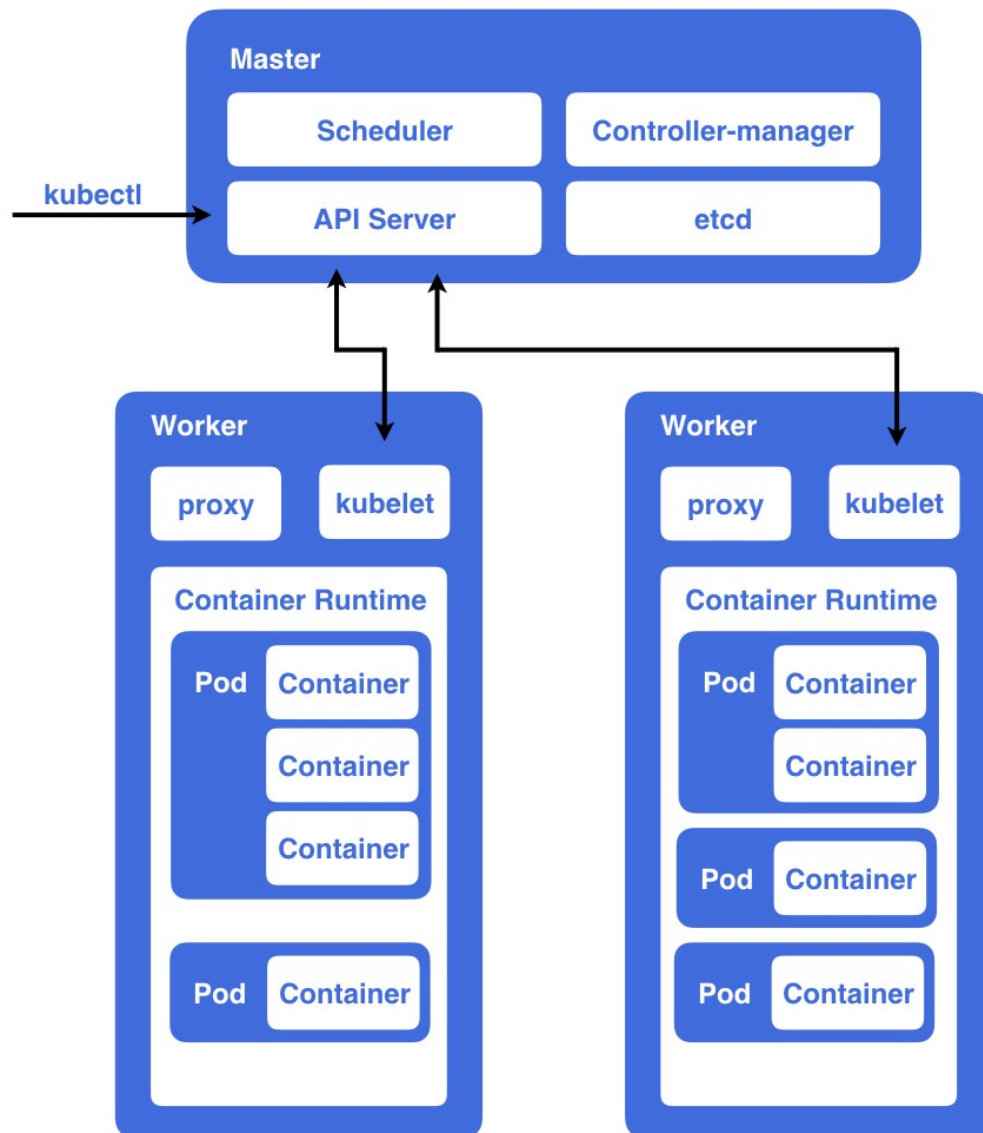 Master
Scheduler
Controller-manager
kubectl
API Server
etcd
Worker
proxy
kubelet
Container Runtime
Pod
Container
Container
Container
Pod
Container
Worker
proxy
kubelet
Container Runtime
Pod
Container
Container
Pod
Container
Pod
Container